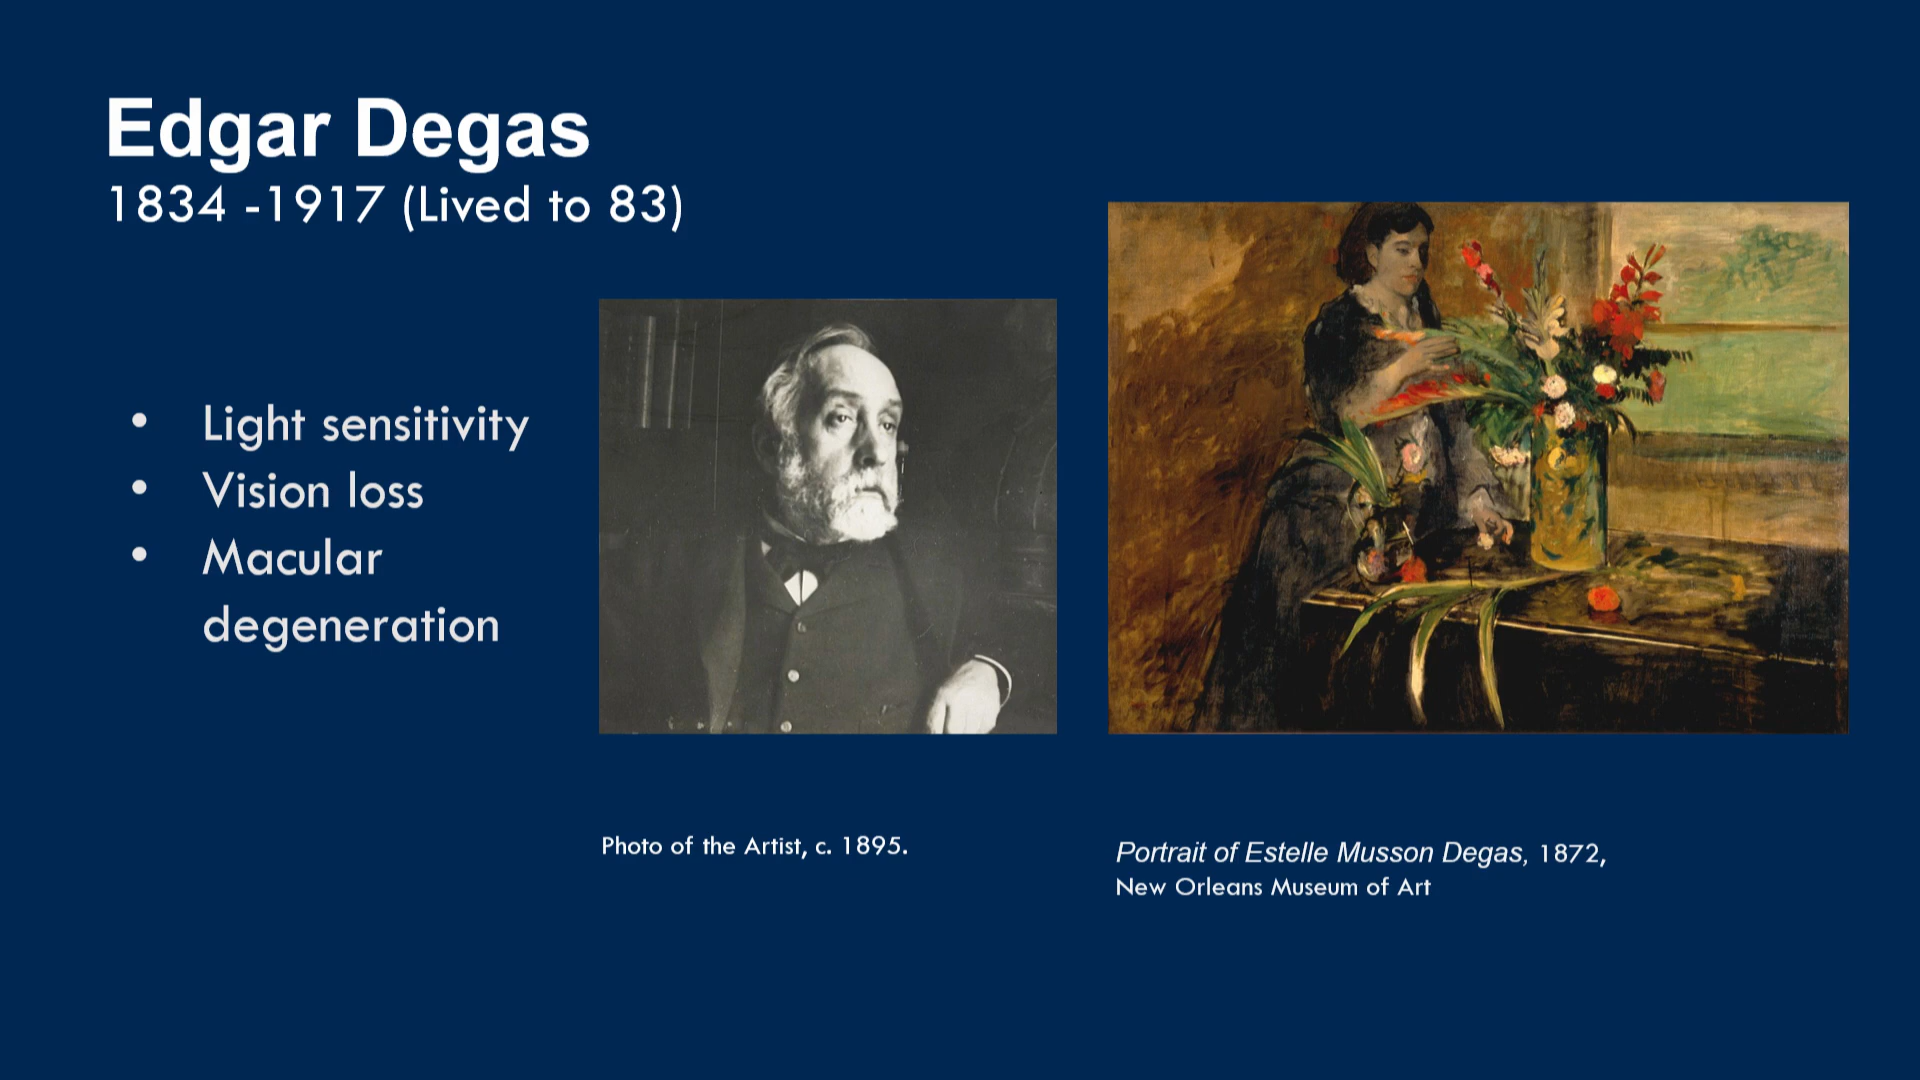 Edgar Degas
1834 -1917 (Lived to 83)
• Light sensitivity
• Vision loss
• Macular
degeneration
Photo of the Artist, c. 1895.
Portrait of Estelle Musson Degas, 1872,
New Orleans Museum of Art